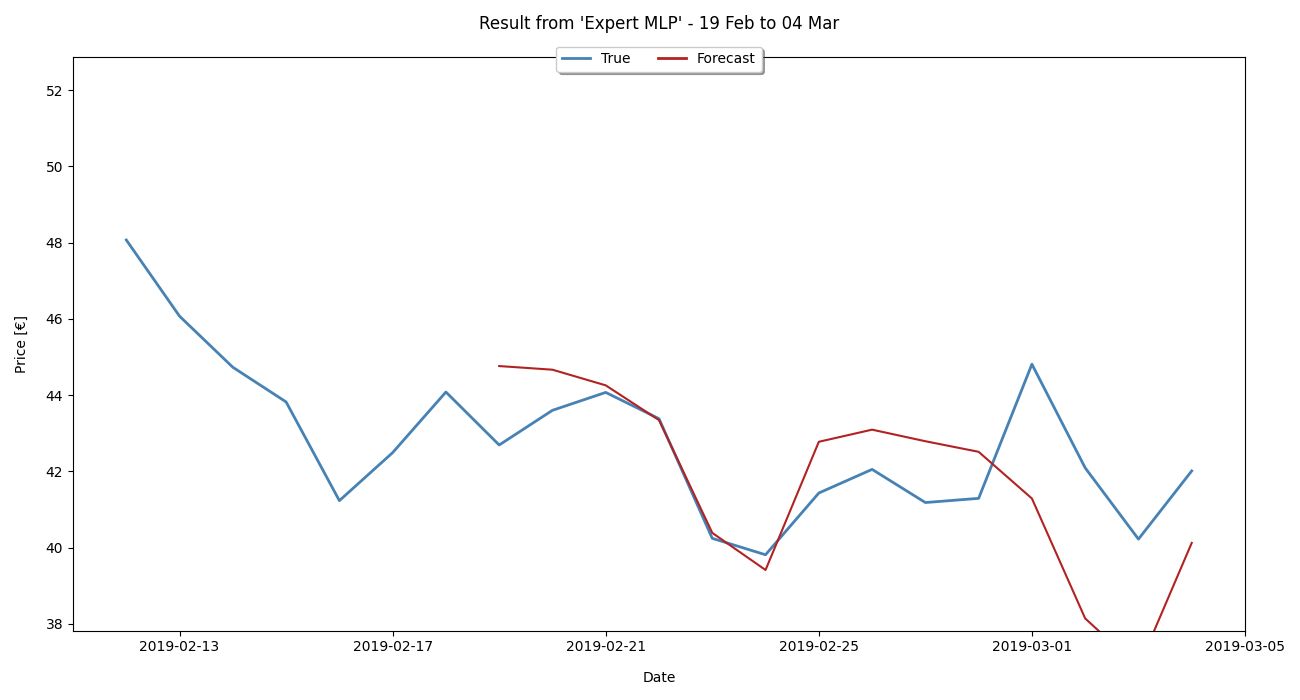 Result from 'Expert MLP' - 19 Feb to 04 Mar
True Forecast
52
50
48
46
44
42
40
38
Price [€]
2019-02-13 2019-02-17 2019-02-21 2019-02-25 2019-03-01 2019-03-05
Date